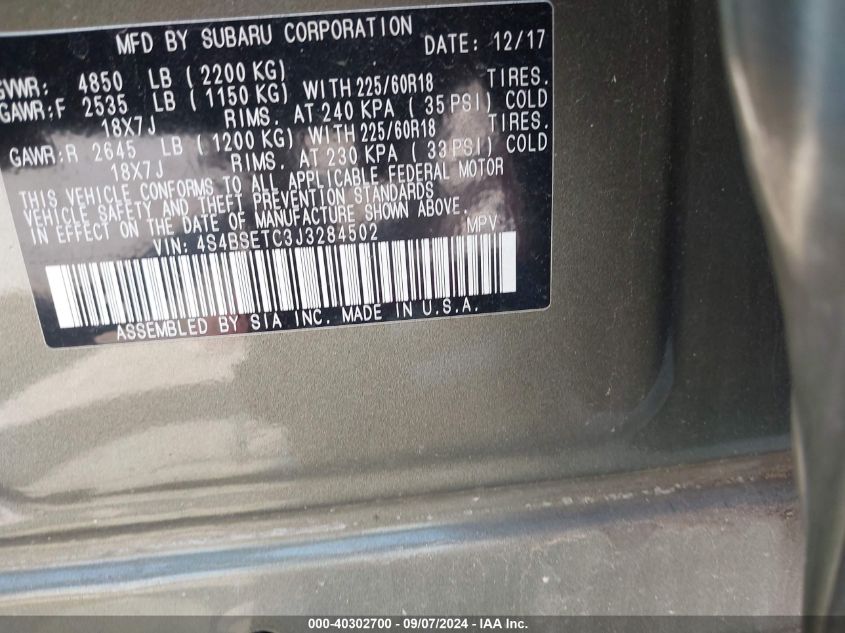 MFD BY SUBARU CORPORATION DATE: 12/17
GVWR: 4850 LB (2200 KG)
GAWR:F 2535 LB (1150 KG) WITH 225/60R18 TIRES.
18X7J RIMS. AT 240 KPA (35 PSI) COLD
GAWR:R 2645 LB (1200 KG) WITH 225/60R18 TIRES.
18X7J RIMS. AT 230 KPA (33 PSI) COLD
THIS VEHICLE CONFORMS TO ALL APPLICABLE FEDERAL MOTOR
VEHICLE SAFETY AND THEFT PREVENTION STANDARDS
IN EFFECT ON THE DATE OF MANUFACTURE SHOWN ABOVE.
VIN: 4S4BSETC3J3284502 MPV
ASSEMBLED BY SIA INC. MADE IN U.S.A.
000-40302700 - 09/07/2024 - IAA Inc.